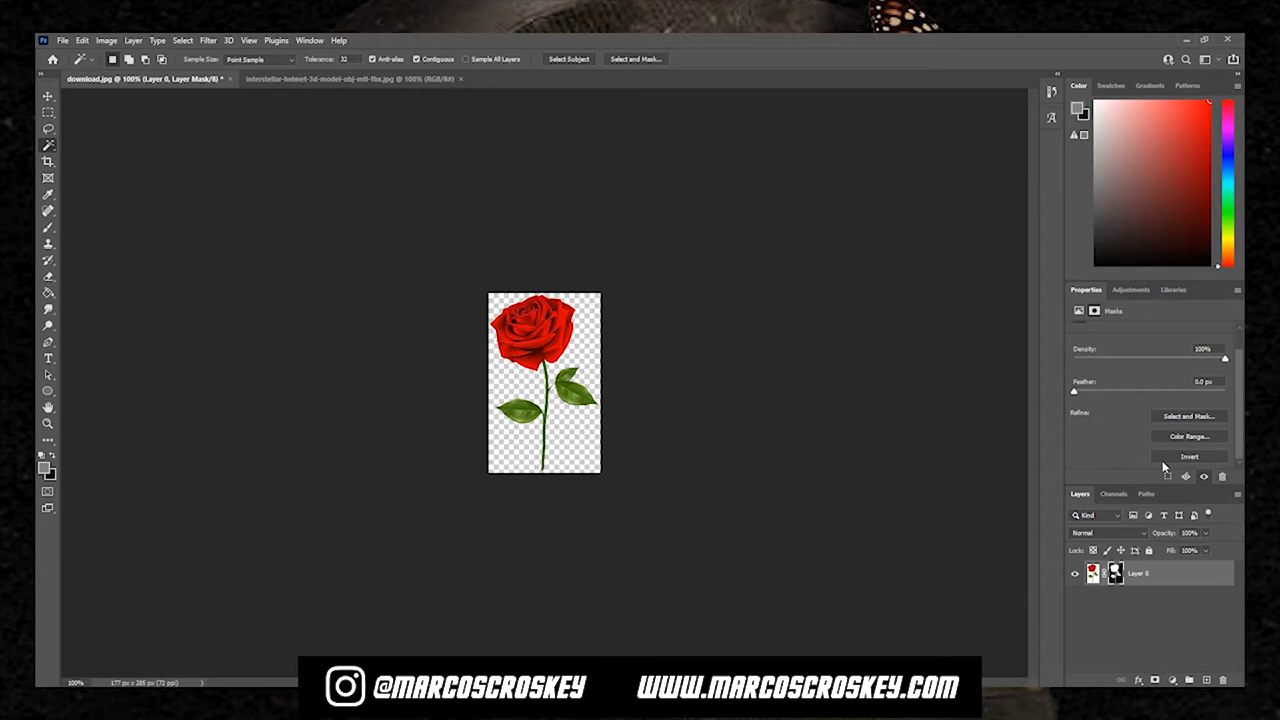 Ps File Edit Image Layer Type Select Filter 3D View Plugins Window Help
Sample Size: Point Sample Tolerance: 32 Anti-alias Contiguous Sample All Layers Select Subject Select and Mask...
download.jpg @ 100% (Layer 0, Layer Mask/8) * × interstellar-helmet-3d-model-obj-mtl-fbx.jpg @ 100% (RGB/8#) ×
Color Swatches Gradients Patterns
Properties Adjustments Libraries
Masks
Density: 100%
Feather: 0.0 px
Refine: Select and Mask...
Color Range...
Invert
Layers Channels Paths
Kind
Normal Opacity: 100%
Lock: Fill: 100%
Layer 0
100% 177 px x 285 px (72 ppi)
@MARCOSCROSKEY WWW.MARCOSCROSKEY.COM